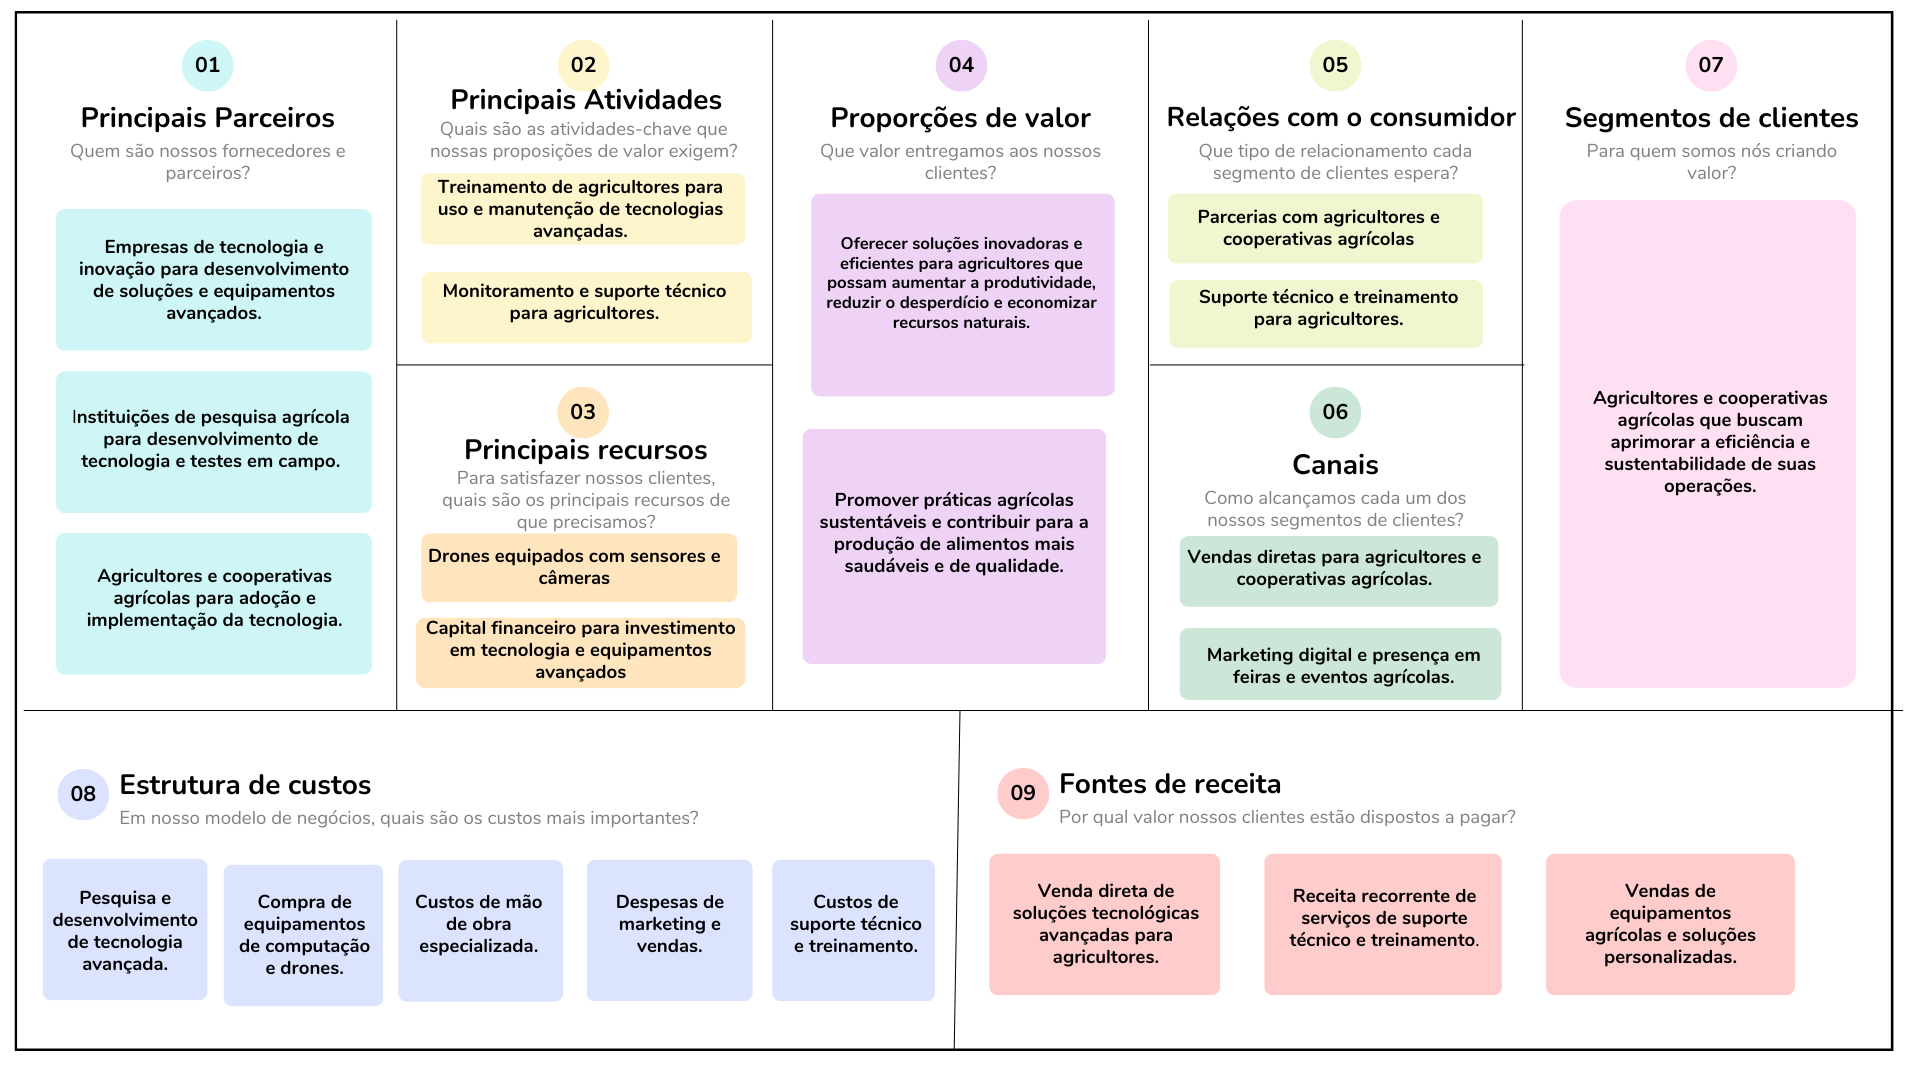 01
Principais Parceiros
Quem são nossos fornecedores e
parceiros?
Empresas de tecnologia e
inovação para desenvolvimento
de soluções e equipamentos
avançados.
Instituições de pesquisa agrícola
para desenvolvimento de
tecnologia e testes em campo.
Agricultores e cooperativas
agrícolas para adoção e
implementação da tecnologia.
02
Principais Atividades
Quais são as atividades-chave que
nossas proposições de valor exigem?
Treinamento de agricultores para
uso e manutenção de tecnologias
avançadas.
Monitoramento e suporte técnico
para agricultores.
03
Principais recursos
Para satisfazer nossos clientes,
quais são os principais recursos de
que precisamos?
Drones equipados com sensores e
câmeras
Capital financeiro para investimento
em tecnologia e equipamentos
avançados
04
Proporções de valor
Que valor entregamos aos nossos
clientes?
Oferecer soluções inovadoras e
eficientes para agricultores que
possam aumentar a produtividade,
reduzir o desperdício e economizar
recursos naturais.
Promover práticas agrícolas
sustentáveis e contribuir para a
produção de alimentos mais
saudáveis e de qualidade.
05
Relações com o consumidor
Que tipo de relacionamento cada
segmento de clientes espera?
Parcerias com agricultores e
cooperativas agrícolas
Suporte técnico e treinamento
para agricultores.
06
Canais
Como alcançamos cada um dos
nossos segmentos de clientes?
Vendas diretas para agricultores e
cooperativas agrícolas.
Marketing digital e presença em
feiras e eventos agrícolas.
07
Segmentos de clientes
Para quem somos nós criando
valor?
Agricultores e cooperativas
agrícolas que buscam
aprimorar a eficiência e
sustentabilidade de suas
operações.
08
Estrutura de custos
Em nosso modelo de negócios, quais são os custos mais importantes?
Pesquisa e
desenvolvimento
de tecnologia
avançada.
Compra de
equipamentos
de computação
e drones.
Custos de mão
de obra
especializada.
Despesas de
marketing e
vendas.
Custos de
suporte técnico
e treinamento.
09
Fontes de receita
Por qual valor nossos clientes estão dispostos a pagar?
Venda direta de
soluções tecnológicas
avançadas para
agricultores.
Receita recorrente de
serviços de suporte
técnico e treinamento.
Vendas de
equipamentos
agrícolas e soluções
personalizadas.